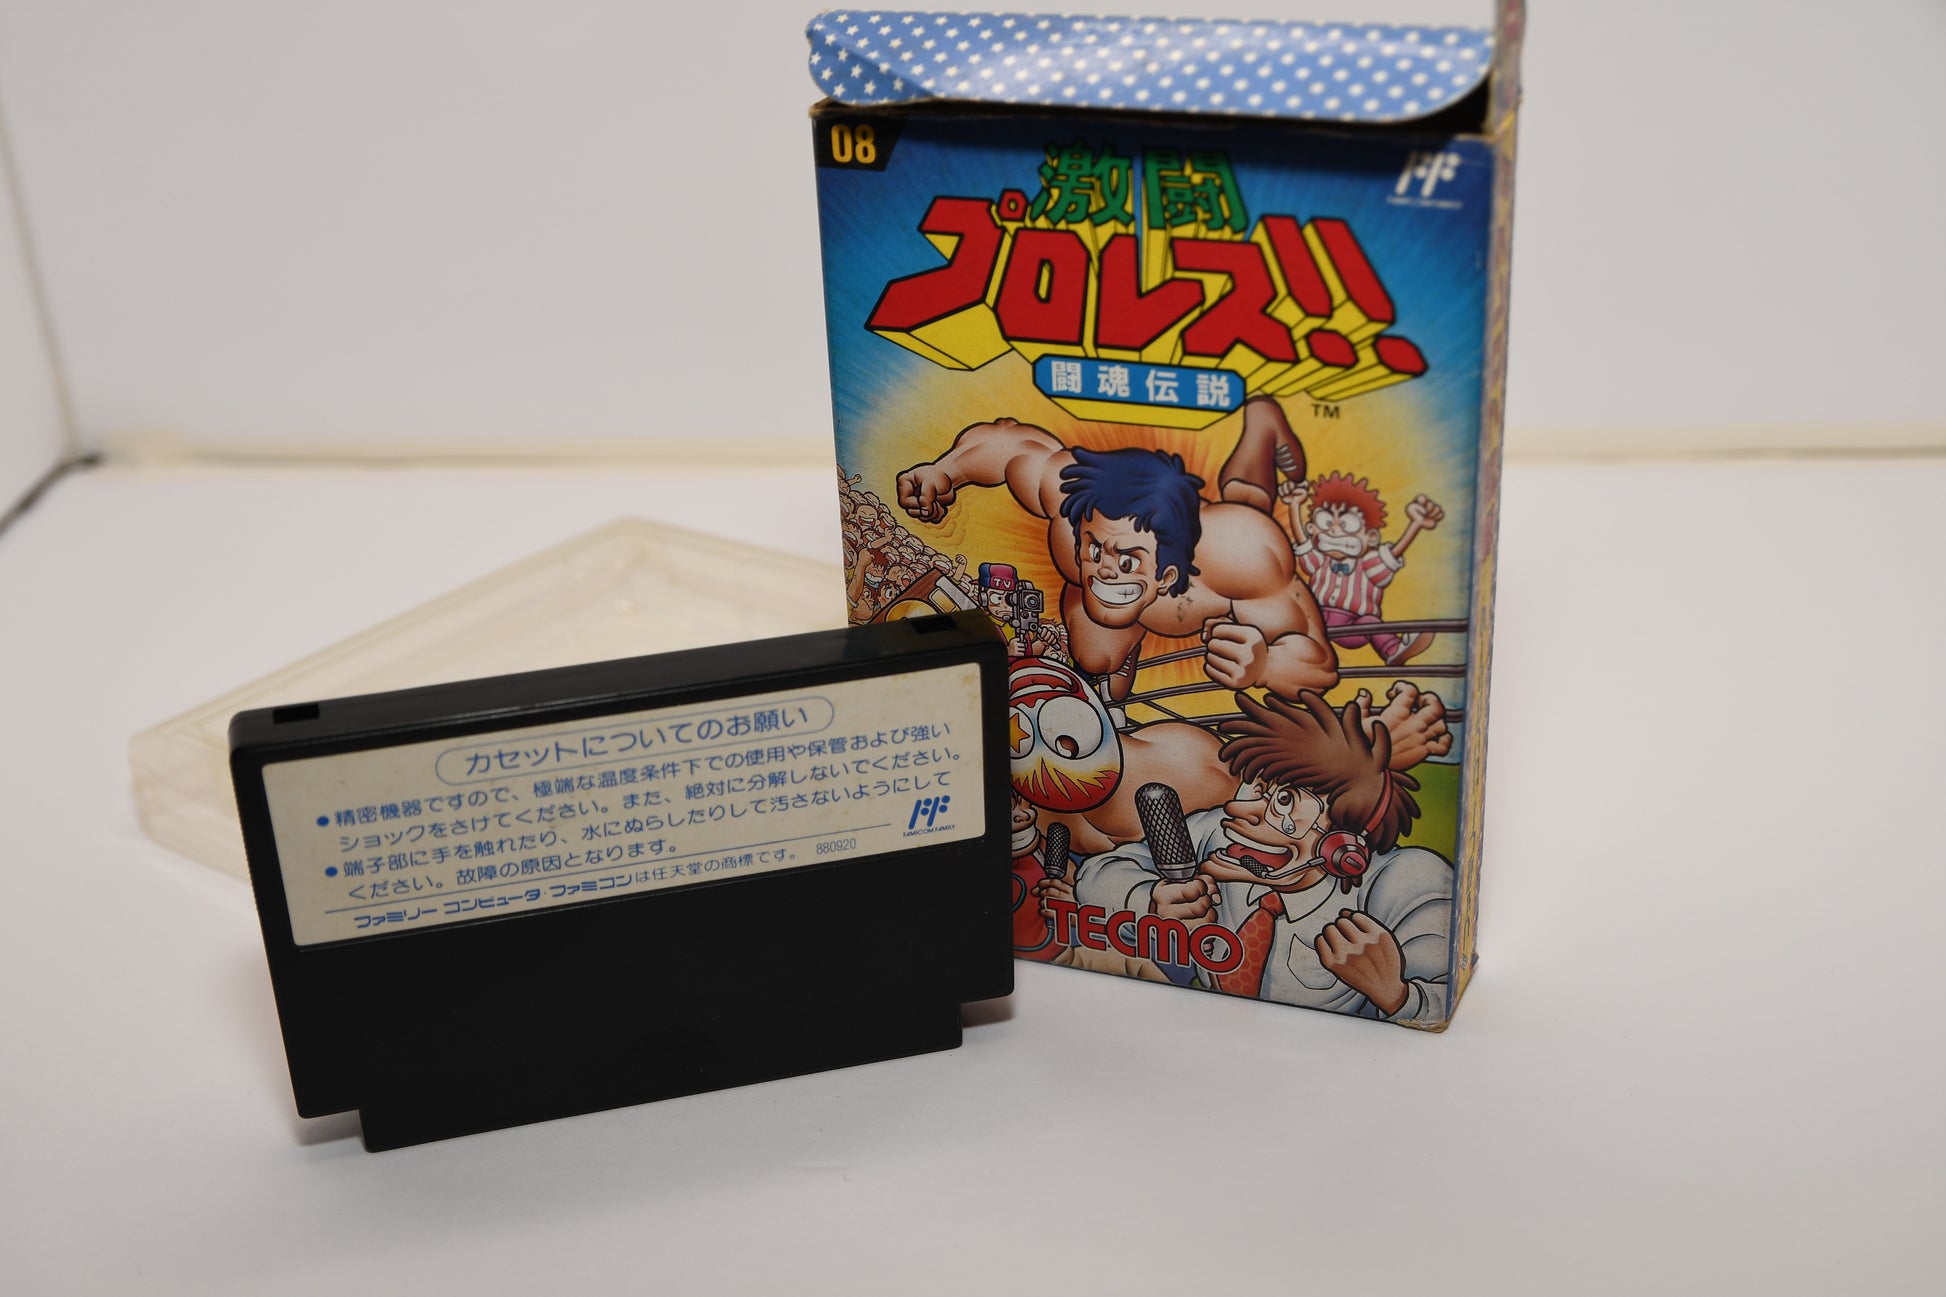 08
激闘
プロレス!!
闘魂伝説
TM
TV
TECMO
カセットについてのお願い
●精密機器ですので、極端な温度条件下での使用や保管および強い
ショックをさけてください。また、絶対に分解しないでください。
●端子部に手を触れたり、水にぬらしたりして汚さないようにして
ください。故障の原因となります。
FAMICOM FAMILY
ファミリー コンピュータ・ファミコンは任天堂の商標です。 880920